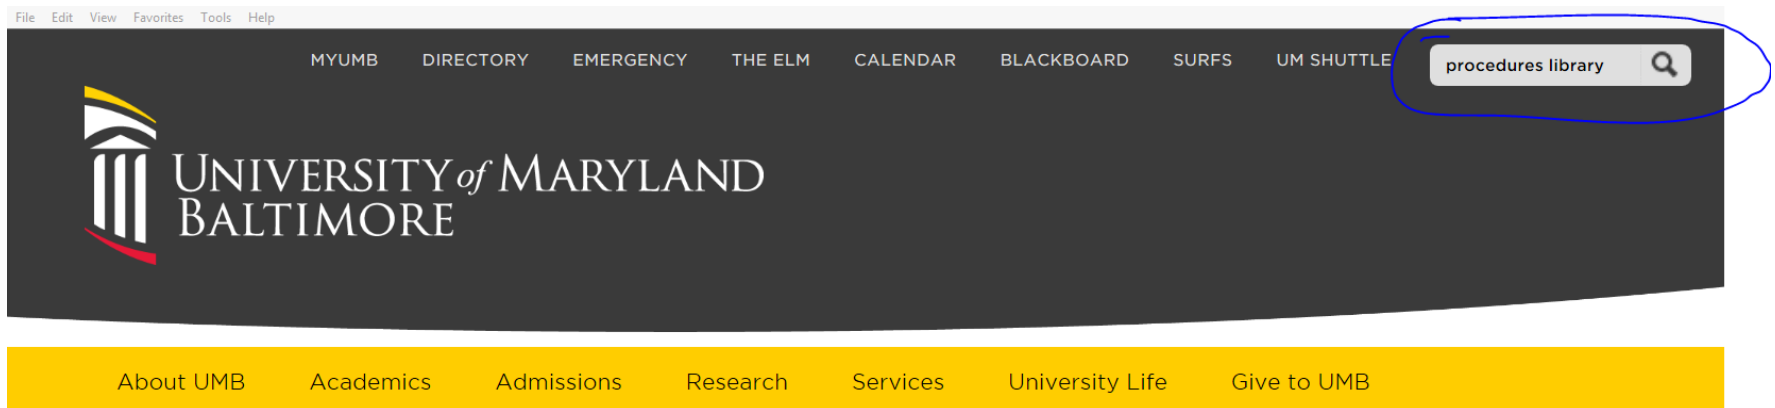 File Edit View Favorites Tools Help
MYUMB DIRECTORY EMERGENCY THE ELM CALENDAR BLACKBOARD SURFS UM SHUTTLE procedures library
UNIVERSITY of MARYLAND
BALTIMORE
About UMB Academics Admissions Research Services University Life Give to UMB